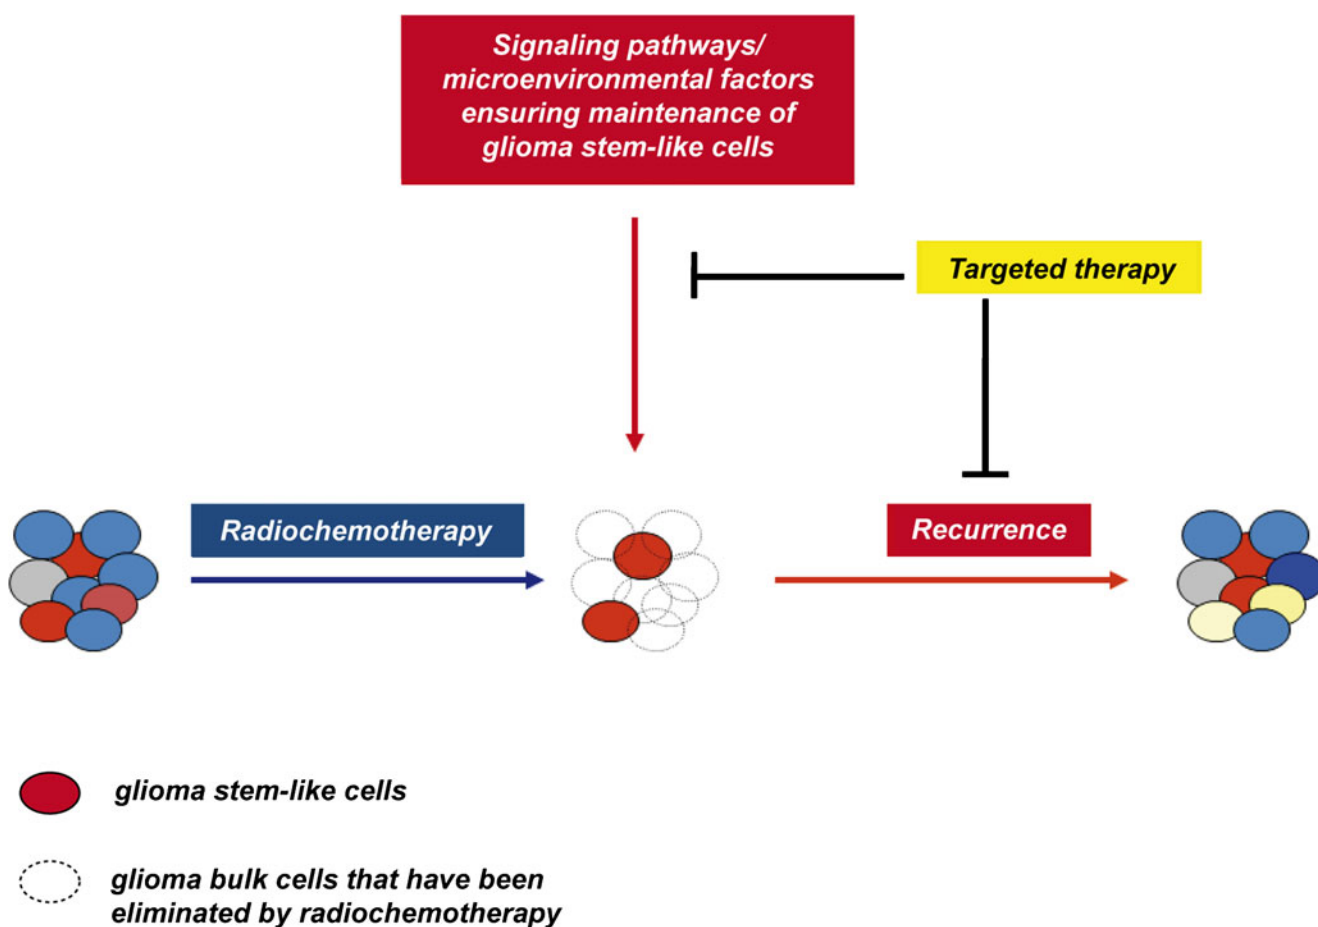 Signaling pathways/
microenvironmental factors
ensuring maintenance of
glioma stem-like cells
Targeted therapy
Radiochemotherapy
Recurrence
glioma stem-like cells
glioma bulk cells that have been
eliminated by radiochemotherapy